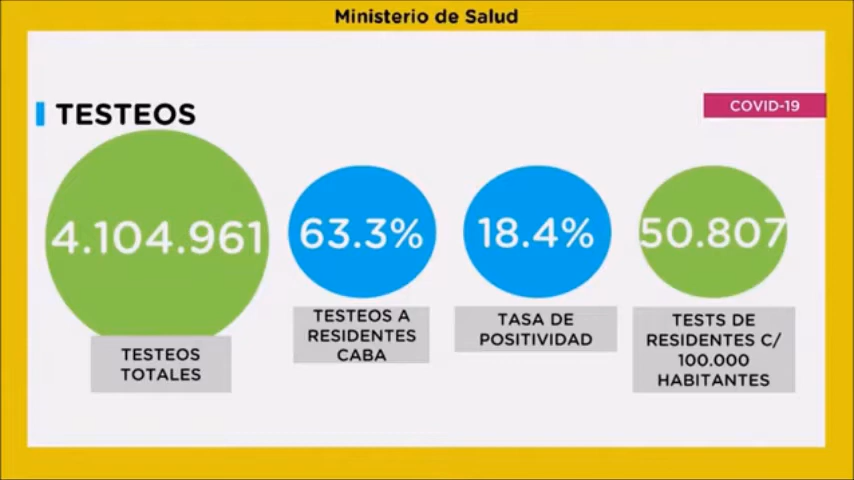 Ministerio de Salud
TESTEOS
COVID-19
4.104.961
63.3%
18.4%
50.807
TESTEOS
TOTALES
TESTEOS A
RESIDENTES
CABA
TASA DE
POSITIVIDAD
TESTS DE
RESIDENTES C/
100.000
HABITANTES